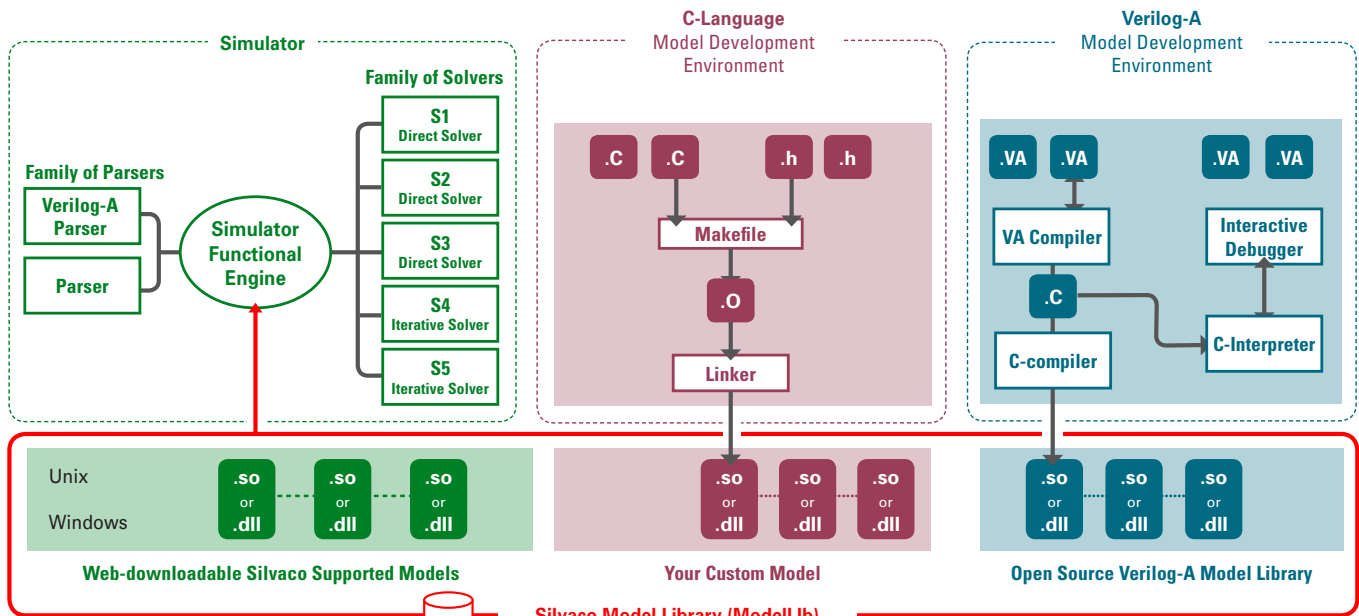 Simulator
Family of Solvers
S1
Direct Solver
S2
Direct Solver
S3
Direct Solver
S4
Iterative Solver
S5
Iterative Solver
Family of Parsers
Verilog-A
Parser
Parser
Simulator
Functional
Engine
C-Language
Model Development
Environment
.C
.C
.h
.h
Makefile
.O
Linker
Verilog-A
Model Development
Environment
.VA
.VA
.VA
.VA
VA Compiler
Interactive
Debugger
.C
C-compiler
C-Interpreter
Unix
Windows
.so
or
.dll
.so
or
.dll
.so
or
.dll
Web-downloadable Silvaco Supported Models
.so
or
.dll
.so
or
.dll
.so
or
.dll
Your Custom Model
.so
or
.dll
.so
or
.dll
.so
or
.dll
Open Source Verilog-A Model Library
Silvaco Model Library (ModelLib)